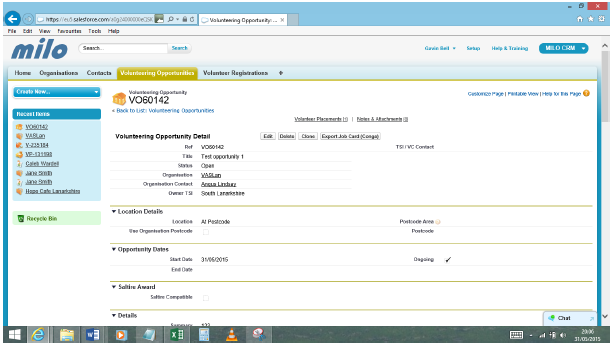 https://eu5.salesforce.com
Volunteering Opportunity: ...
File Edit View Favourites Tools Help
milo
Search...
Search
Gavin Bell
Setup
Help & Training
MILO CRM
Home Organisations Contacts Volunteering Opportunities Volunteer Registrations +
Create New...
Volunteering Opportunity
VO60142
Customize Page | Printable View | Help for this Page
« Back to List: Volunteering Opportunities
Recent Items
VO60142
VASLan
V-235184
VP-131198
Caleb Wardell
Jane Smith
Jane Smith
Hope Cafe Lanarkshire
Recycle Bin
Volunteer Placements [1] | Notes & Attachments [0]
Volunteering Opportunity Detail
Edit Delete Clone Export Job Card (Conga)
Ref VO60142
TSI / VC Contact
Title Test opportunity 1
Status Open
Organisation VASLan
Organisation Contact Angus Lindsay
Owner TSI South Lanarkshire
Location Details
Location At Postcode
Postcode Area
Use Organisation Postcode
Postcode
Opportunity Dates
Start Date 31/05/2015
Ongoing
End Date
Saltire Award
Saltire Compatible
Details
Summary
Chat
20:06
31/05/2015